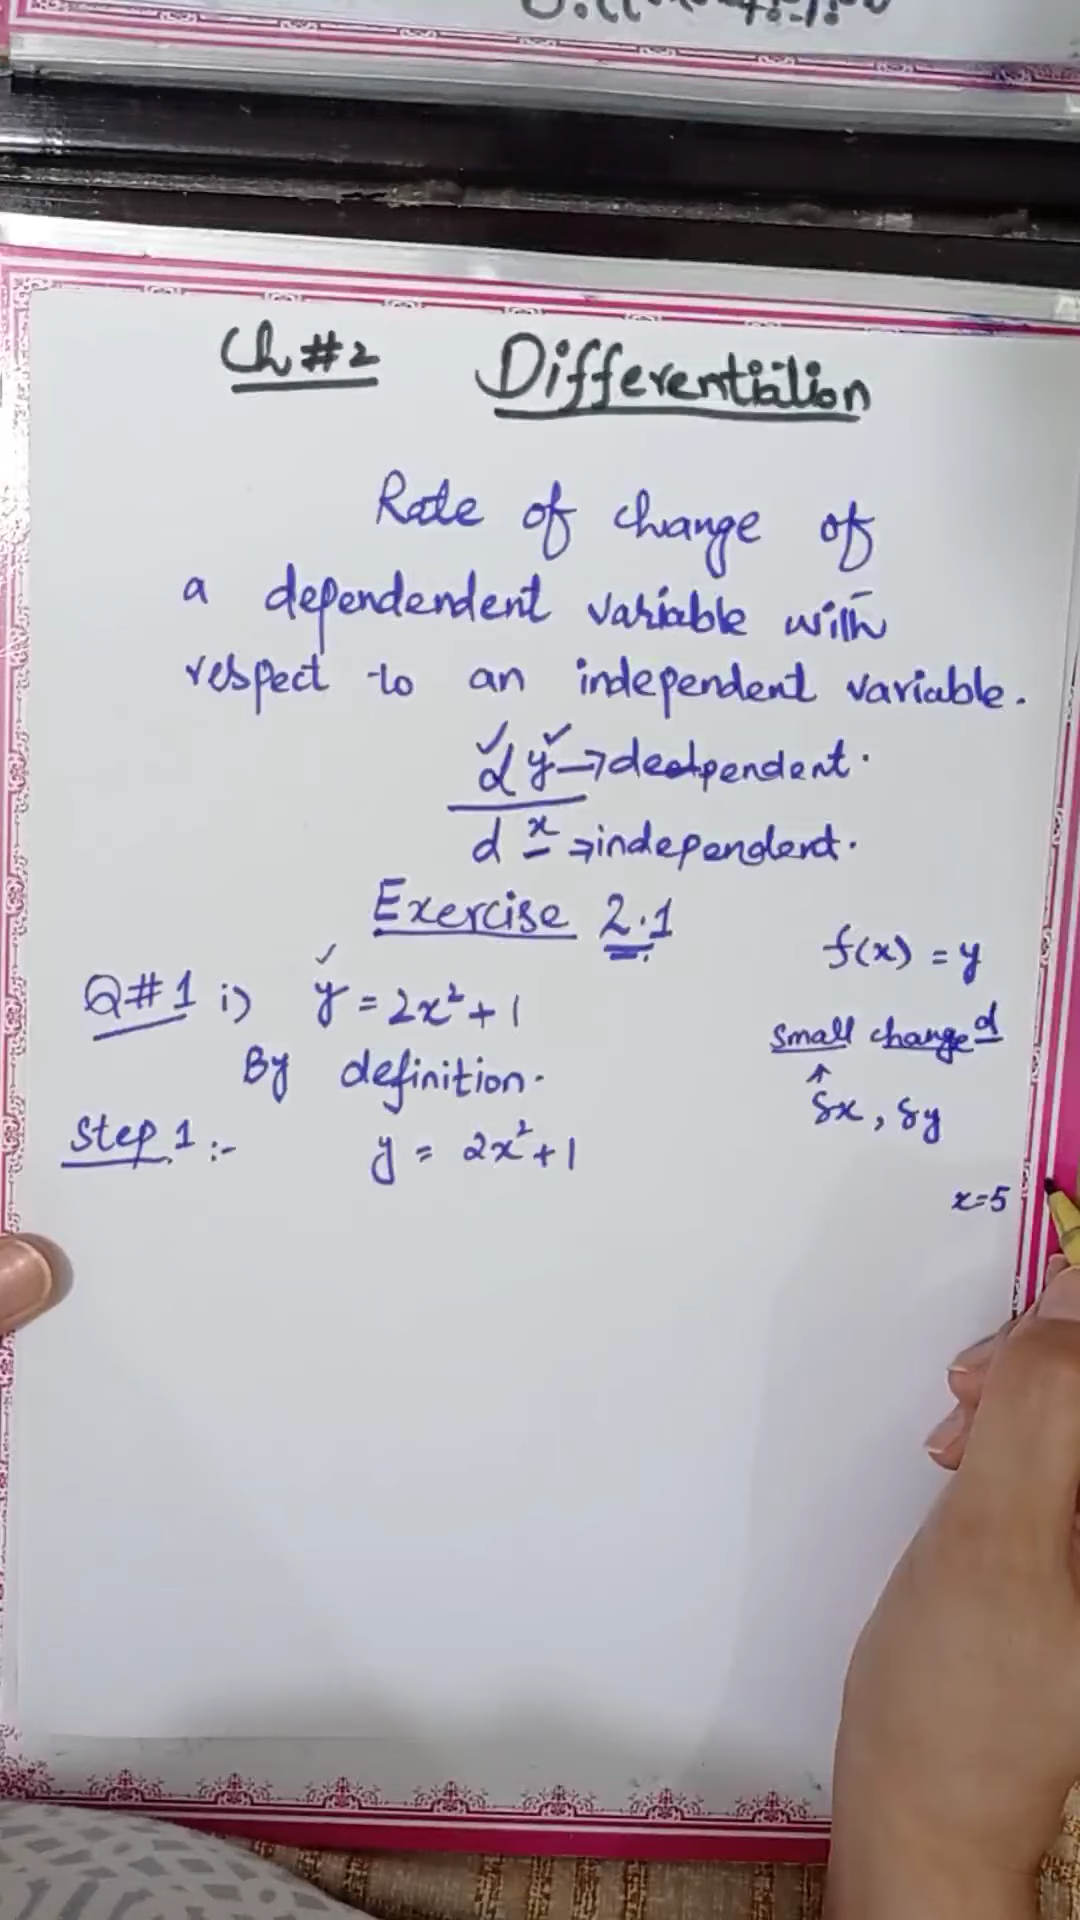 Ch #2 Differentiation
Rate of change of
a dependendent variable with
respect to an independent variable.
dy → dependent.
dx → independent.
Exercise 2.1
f(x) = y
Q#1 i) y = 2x² + 1
small change d
By definition.
δx, δy
Step 1 :- y = 2x² + 1
x=5